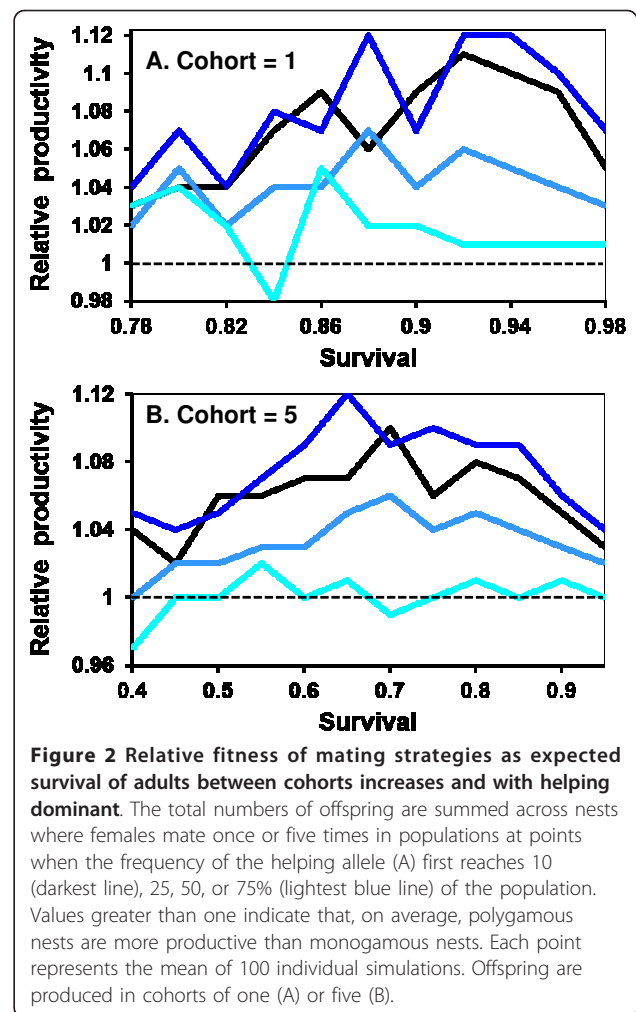 A. Cohort = 1
Relative productivity
1.12
1.1
1.08
1.06
1.04
1.02
1
0.98
0.78 0.82 0.86 0.9 0.94 0.98
Survival
B. Cohort = 5
Relative productivity
1.12
1.08
1.04
1
0.96
0.4 0.5 0.6 0.7 0.8 0.9
Survival
Figure 2 Relative fitness of mating strategies as expected
survival of adults between cohorts increases and with helping
dominant. The total numbers of offspring are summed across nests
where females mate once or five times in populations at points
when the frequency of the helping allele (A) first reaches 10
(darkest line), 25, 50, or 75% (lightest blue line) of the population.
Values greater than one indicate that, on average, polygamous
nests are more productive than monogamous nests. Each point
represents the mean of 100 individual simulations. Offspring are
produced in cohorts of one (A) or five (B).